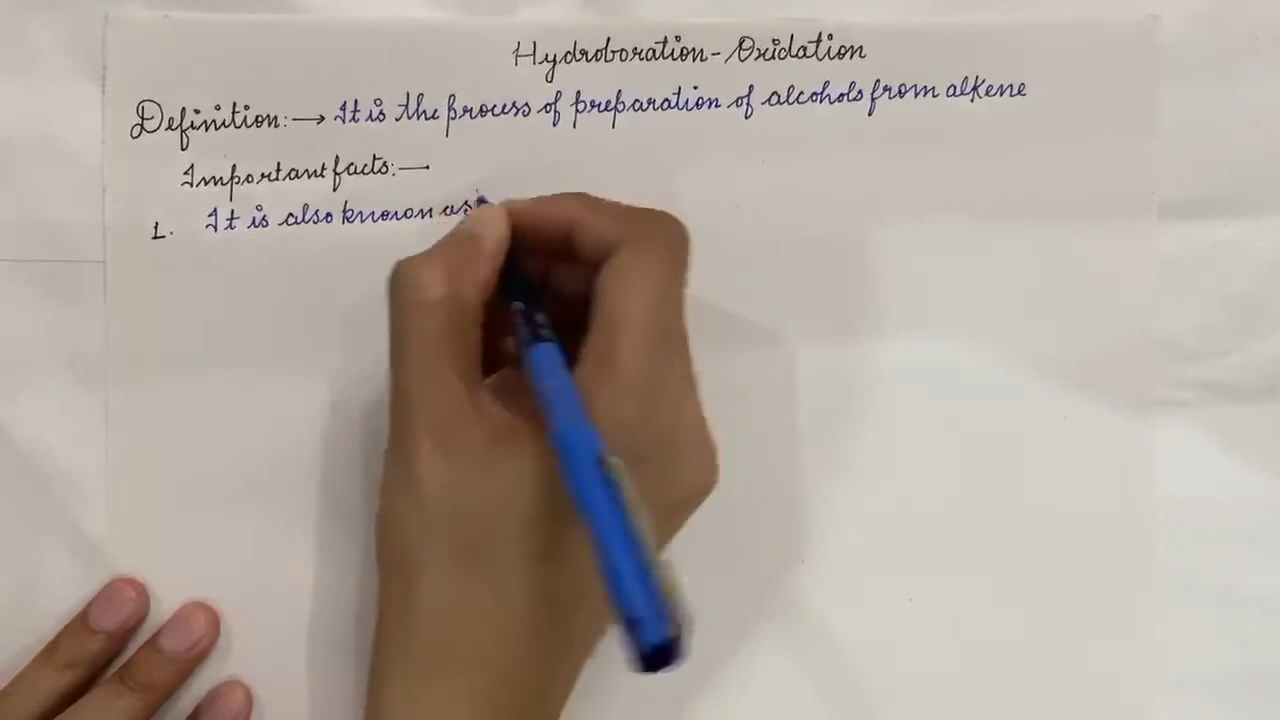 Hydroboration-Oxidation
Definition:→ It is the process of preparation of alcohols from alkene
Important facts:—
1. It is also known as